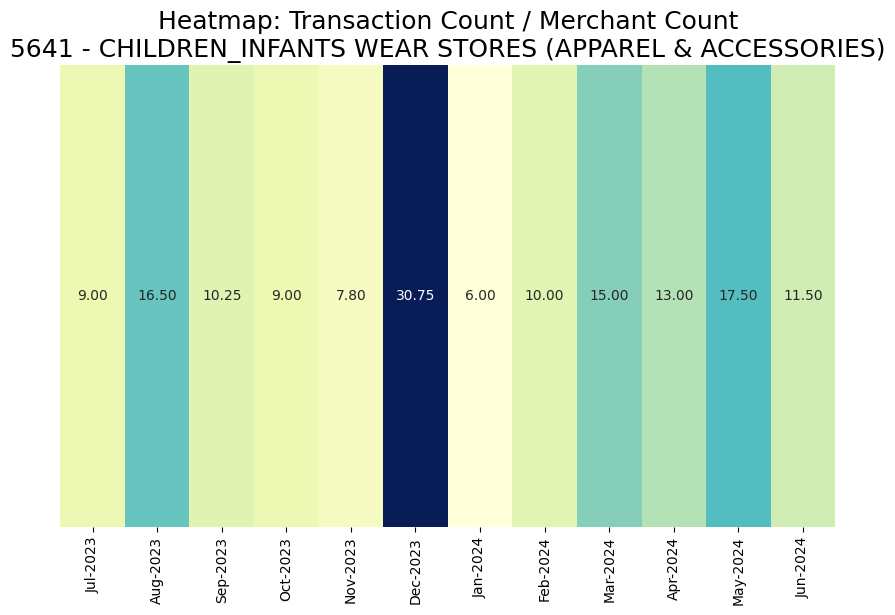 Heatmap: Transaction Count / Merchant Count
5641 - CHILDREN_INFANTS WEAR STORES (APPAREL & ACCESSORIES)
9.00 16.50 10.25 9.00 7.80 30.75 6.00 10.00 15.00 13.00 17.50 11.50
Jul-2023 Aug-2023 Sep-2023 Oct-2023 Nov-2023 Dec-2023 Jan-2024 Feb-2024 Mar-2024 Apr-2024 May-2024 Jun-2024